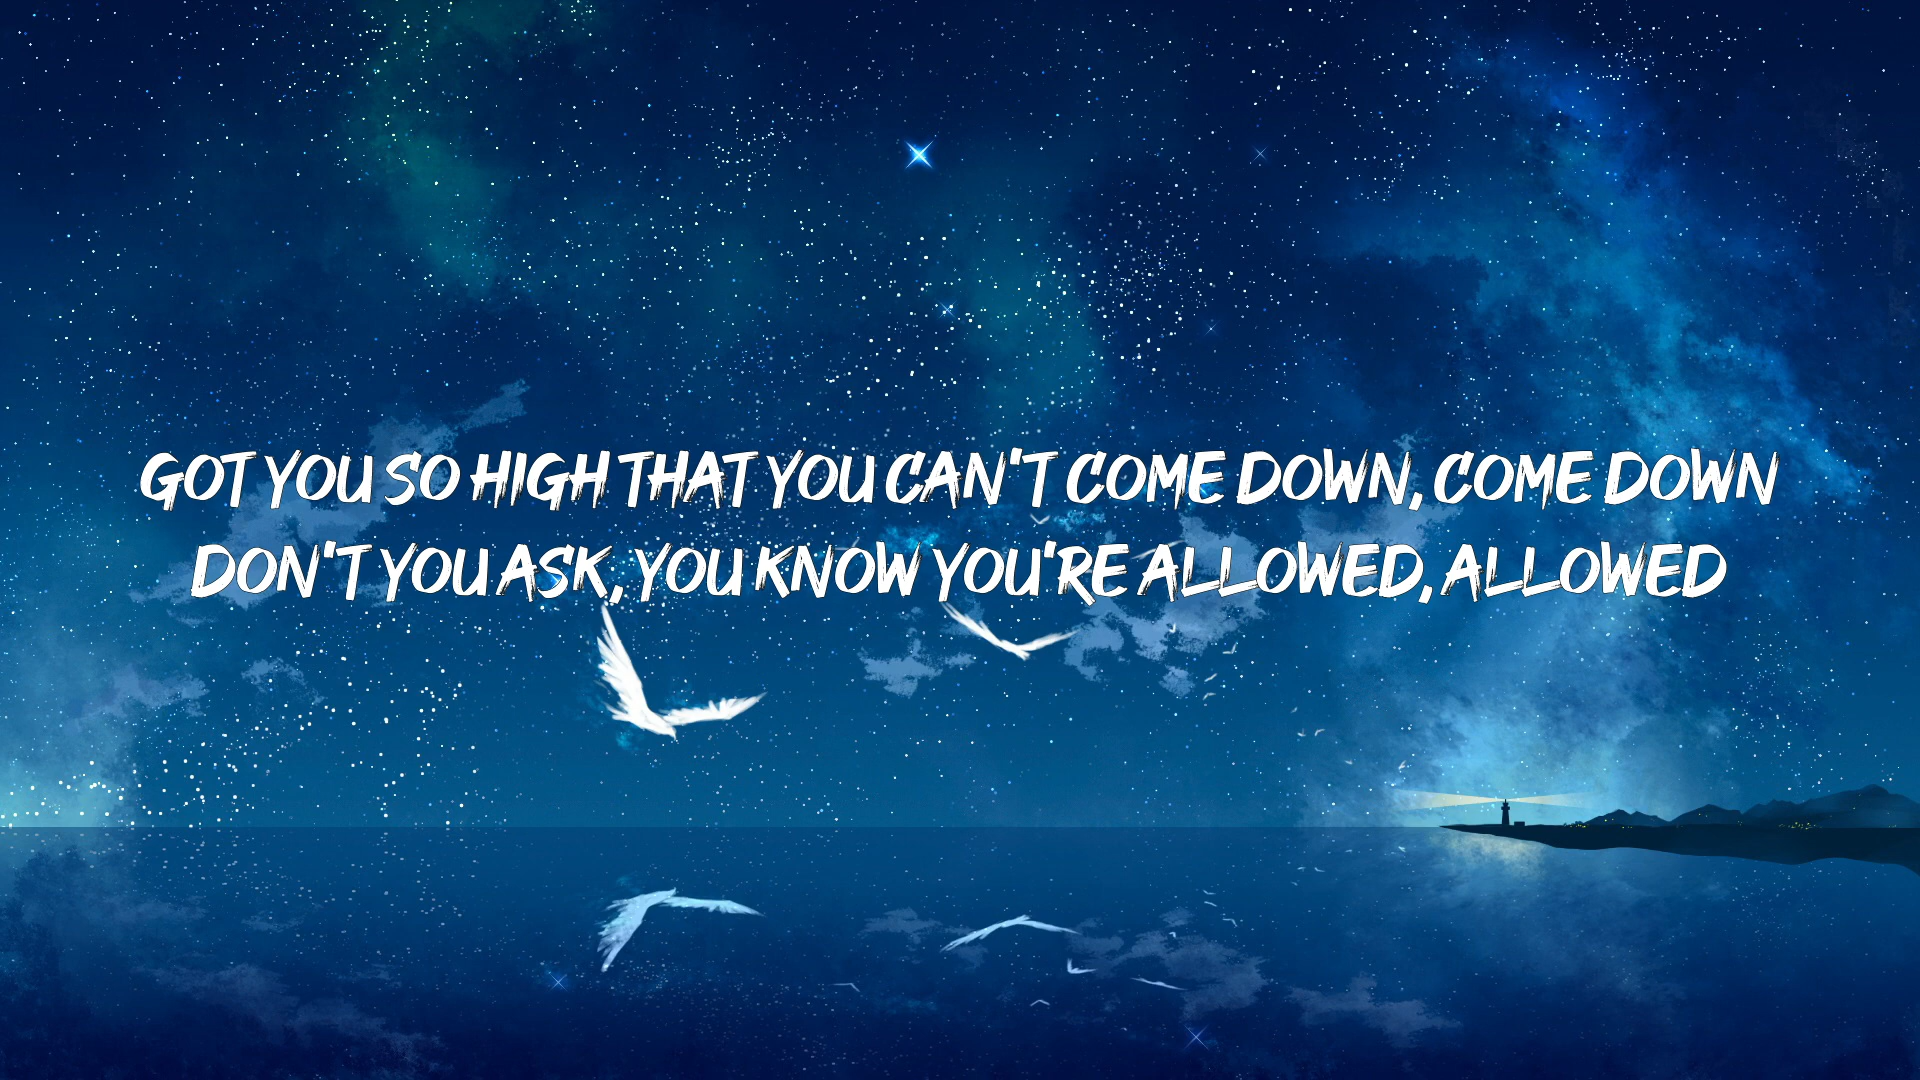 GOT YOU SO HIGH THAT YOU CAN'T COME DOWN, COME DOWN
DON'T YOU ASK, YOU KNOW YOU'RE ALLOWED, ALLOWED